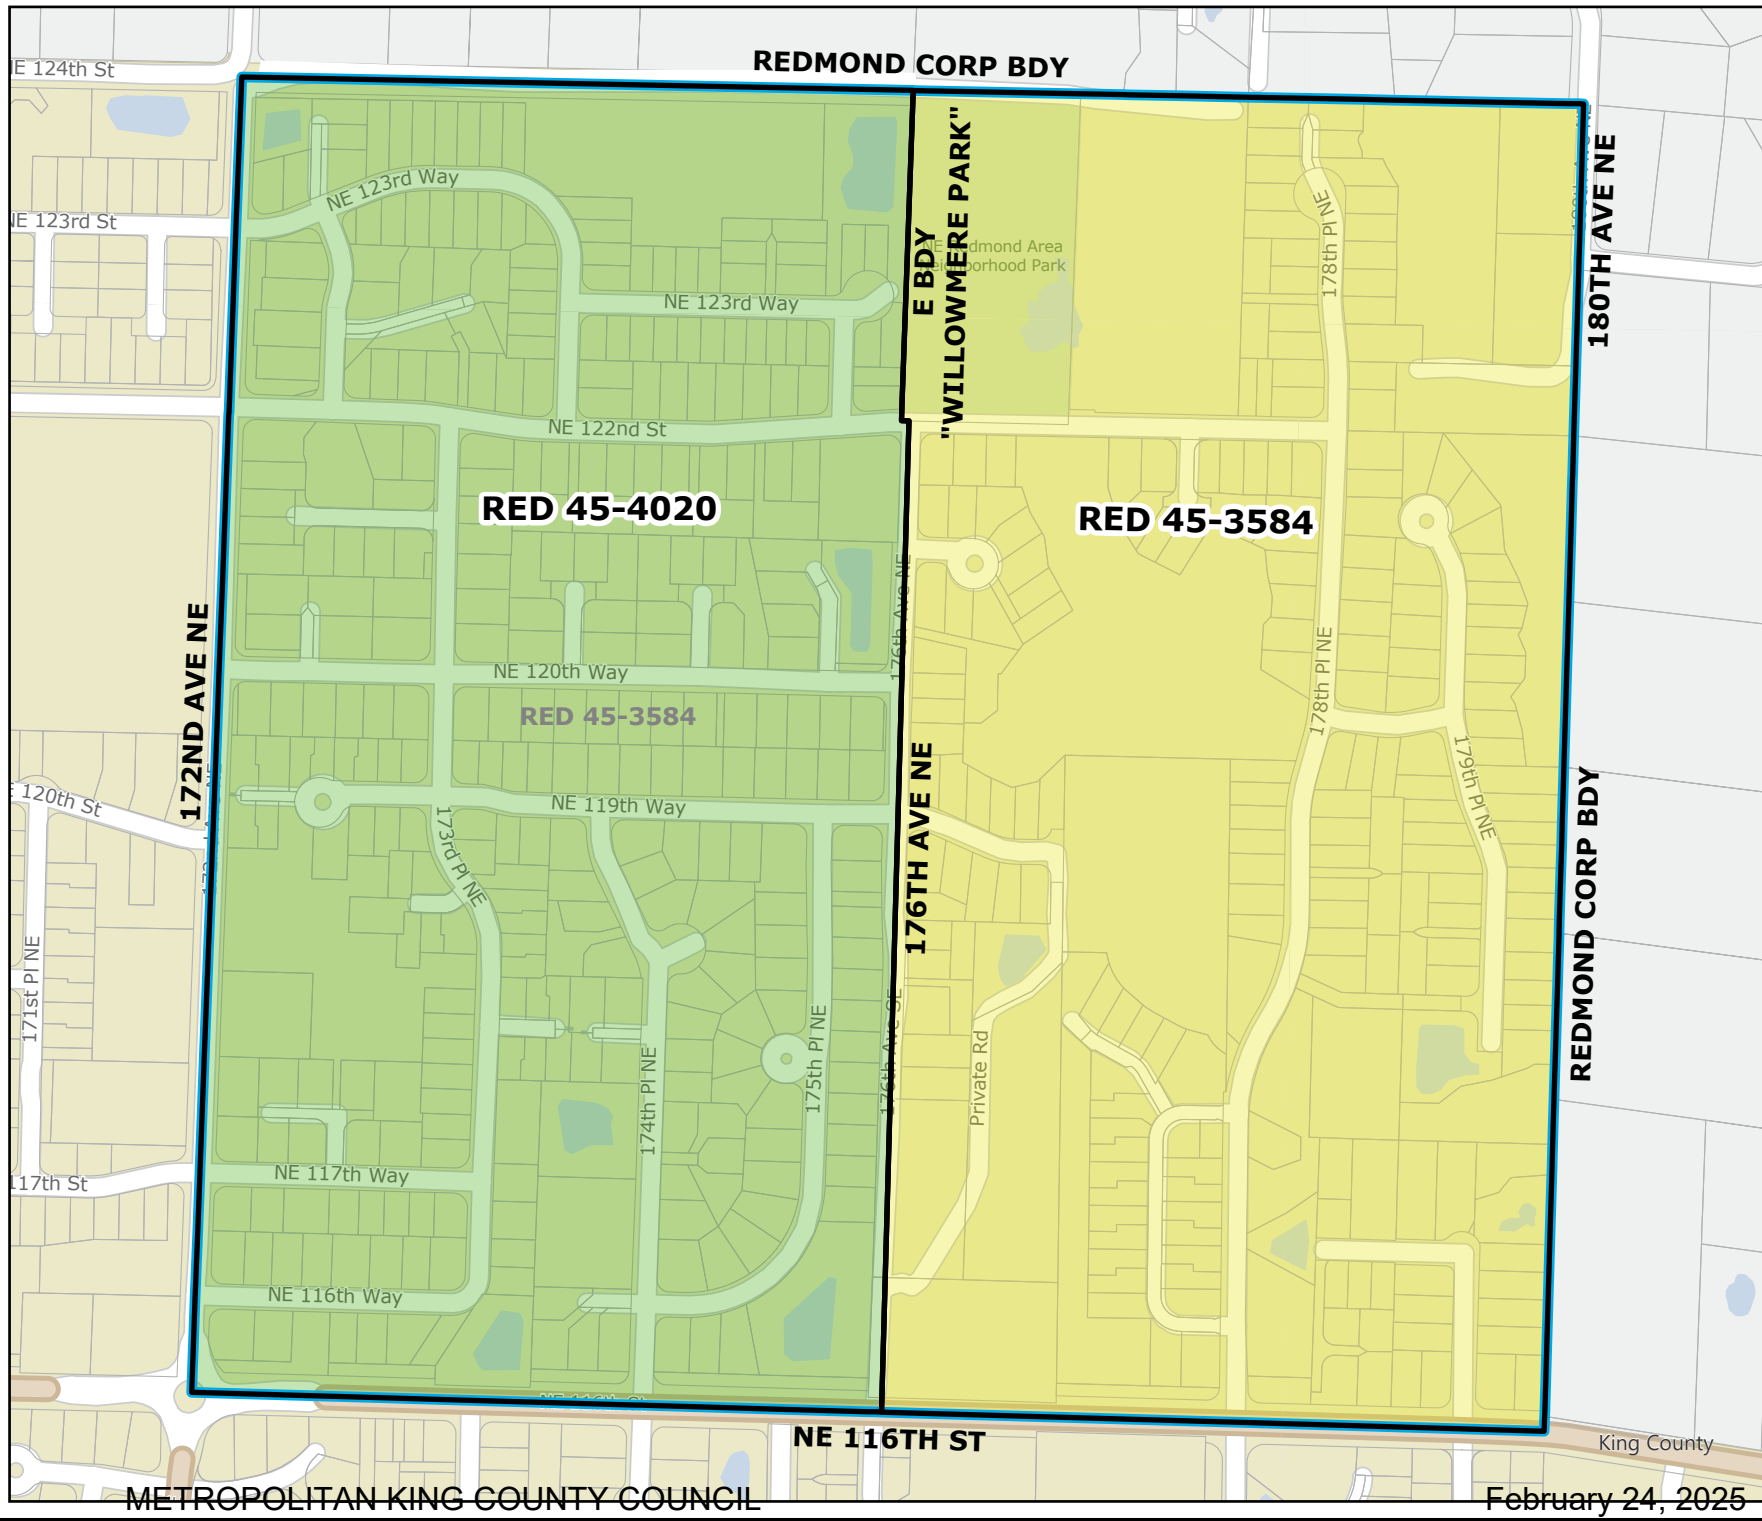 REDMOND CORP BDY
NE 124th St
NE 123rd Way
NE 123rd St
E BDY
"WILLOWMERE PARK"
NE Redmond Area
Neighborhood Park
178th Pl NE
180TH AVE NE
NE 123rd Way
NE 122nd St
RED 45-4020
RED 45-3584
176th Ave NE
172ND AVE NE
NE 120th Way
178th Pl NE
RED 45-3584
176TH AVE NE
179th Pl NE
REDMOND CORP BDY
E 120th St
NE 119th Way
173rd Pl NE
171st Pl NE
174th Pl NE
175th Pl NE
176th Ave SE
Private Rd
117th St
NE 117th Way
NE 116th Way
NE 116th St
NE 116TH ST
King County
METROPOLITAN KING COUNTY COUNCIL
February 24, 2025